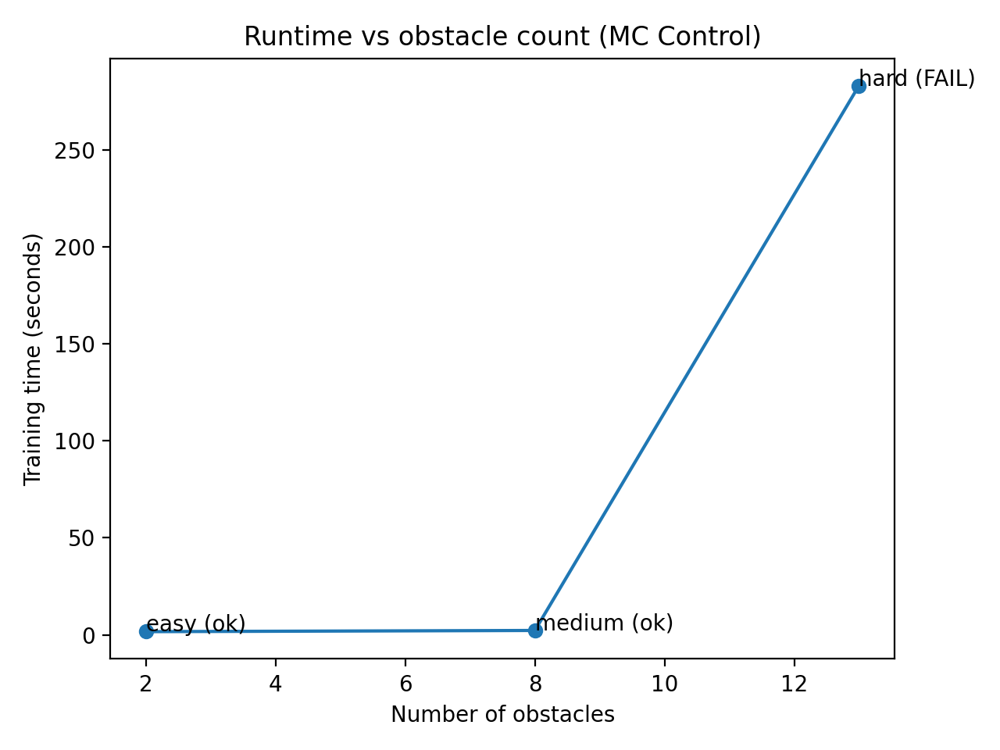 Runtime vs obstacle count (MC Control)
hard (FAIL)
250
200
150
100
50
0
Training time (seconds)
easy (ok)
medium (ok)
2 4 6 8 10 12
Number of obstacles